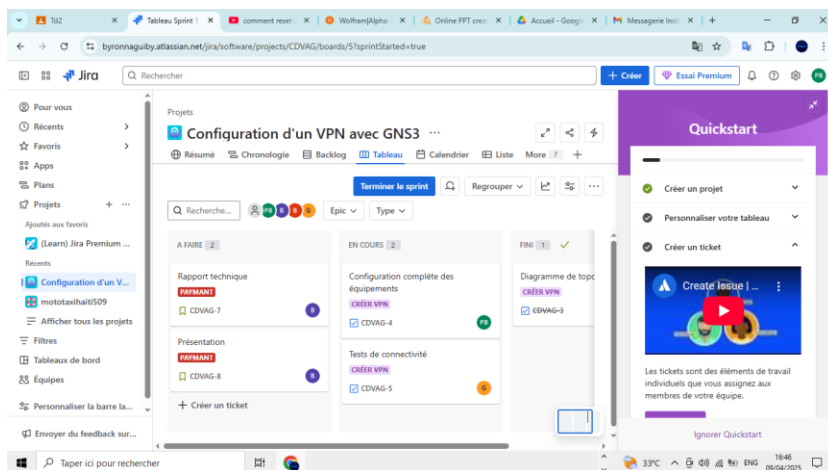 Td2
Tableau Sprint 1
comment reset
Wolfram|Alpha
Online PPT creat
Accueil - Google
Messagerie Insti
byronnaguiby.atlassian.net/jira/software/projects/CDVAG/boards/5?sprintStarted=true
Jira
Rechercher
+ Créer
Essai Premium
PB
Pour vous
Récents
Favoris
Apps
Plans
Projets
Ajoutés aux favoris
(Learn) Jira Premium ...
Récents
Configuration d'un V...
mototaxihaiti509
Afficher tous les projets
Filtres
Tableaux de bord
Équipes
Personnaliser la barre la...
Envoyer du feedback sur...
Projets
Configuration d'un VPN avec GNS3
Résumé Chronologie Backlog Tableau Calendrier Liste More 7
Terminer le sprint
Regrouper
Recherche...
PB B B G
Epic
Type
A FAIRE 2
Rapport technique
PAYMANT
CDVAG-7
B
Présentation
PAYMANT
CDVAG-8
B
+ Créer un ticket
EN COURS 2
Configuration complète des
équipements
CRÉER VPN
CDVAG-4
PB
Tests de connectivité
CRÉER VPN
CDVAG-5
G
FINI 1
Diagramme de topo
CRÉER VPN
CDVAG-3
Quickstart
Créer un projet
Personnaliser votre tableau
Créer un ticket
Create Issue | ...
Les tickets sont des éléments de travail
individuels que vous assignez aux
membres de votre équipe.
Ignorer Quickstart
Taper ici pour rechercher
33°C
ENG
16:46
09/04/2025